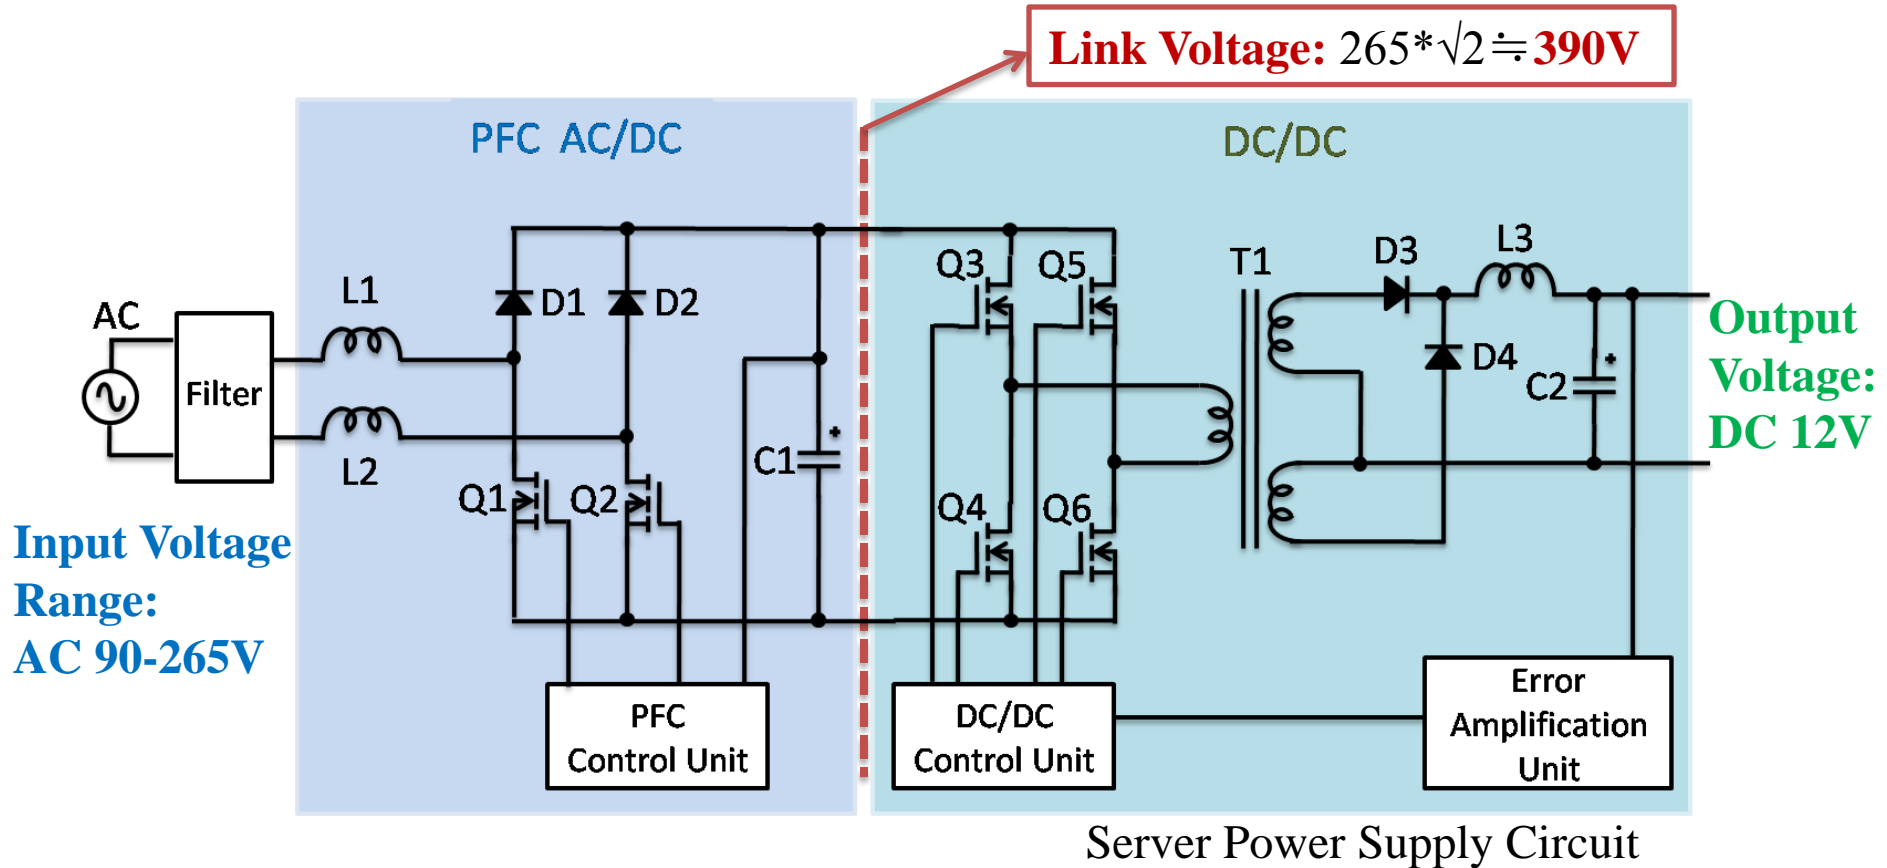 Link Voltage: 265*√2≒390V
PFC AC/DC
DC/DC
AC
Filter
L1
L2
D1
D2
Q1
Q2
C1
+
Q3
Q5
Q4
Q6
T1
D3
L3
D4
C2
+
Input Voltage
Range:
AC 90-265V
Output
Voltage:
DC 12V
PFC
Control Unit
DC/DC
Control Unit
Error
Amplification
Unit
Server Power Supply Circuit